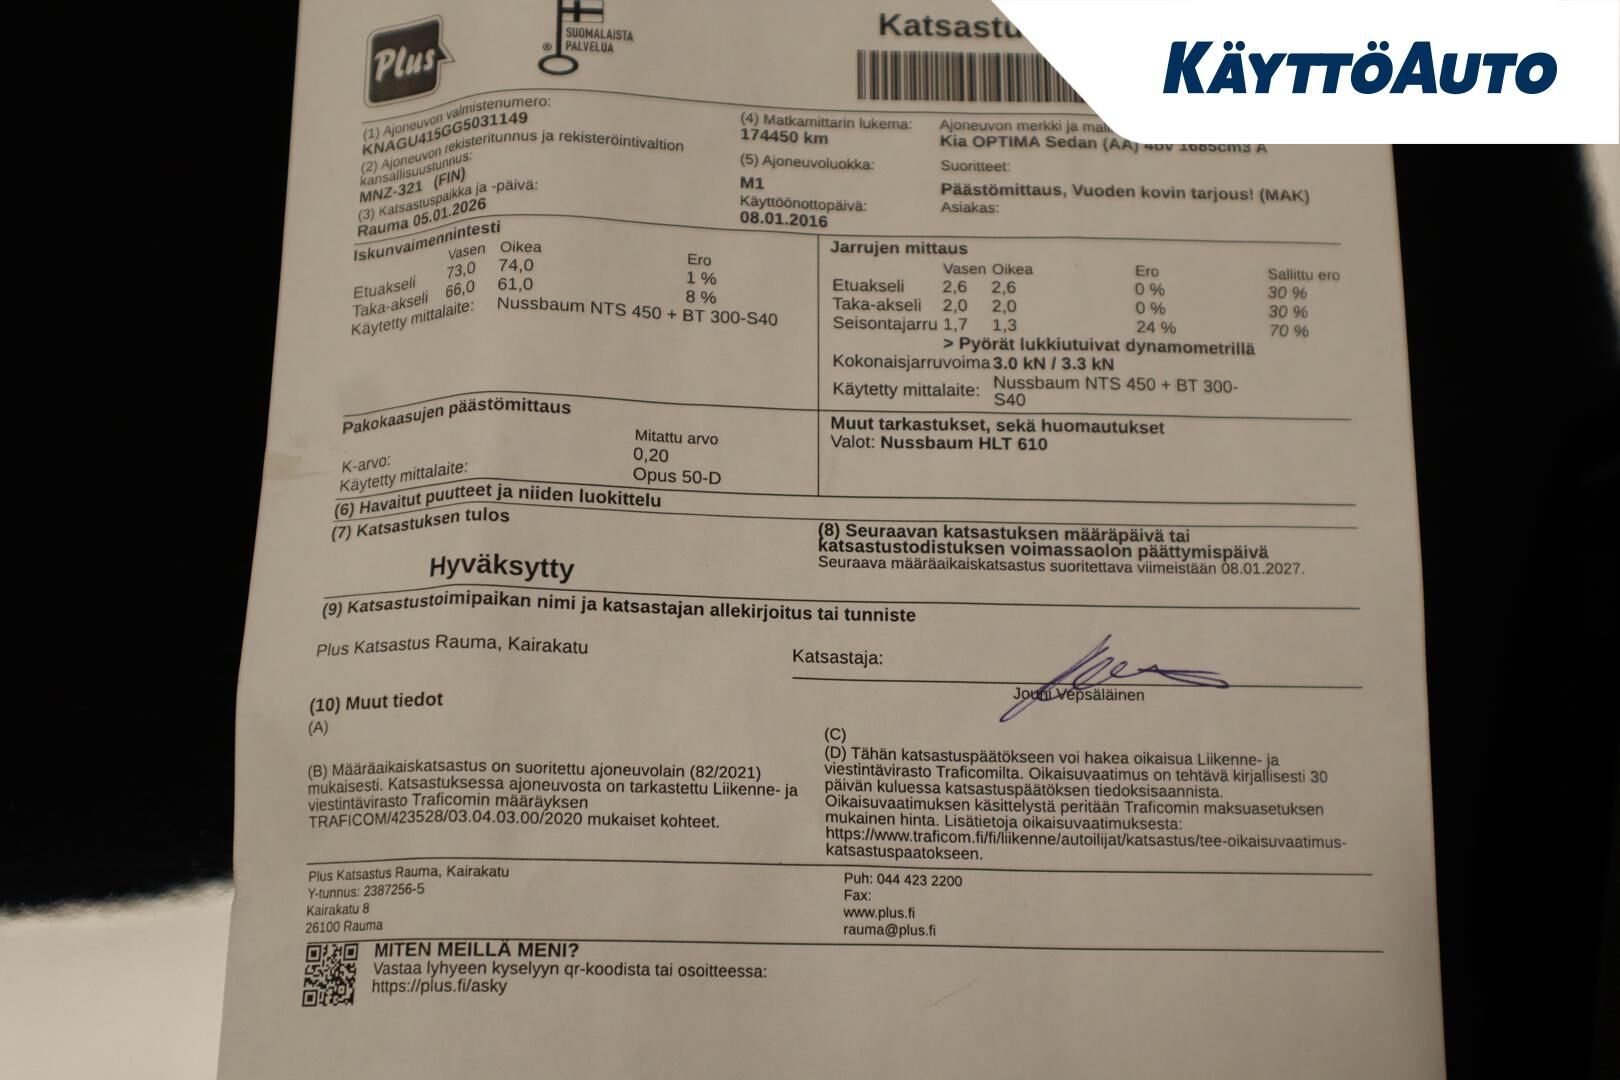 Plus
SUOMALAISTA
PALVELUA
KÄYTTÖAUTO
(1) Ajoneuvon valmistenumero:
KNAGU415GG5031149
(2) Ajoneuvon rekisteritunnus ja rekisteröintivaltion
kansallisuustunnus:
MNZ-321 (FIN)
(3) Katsastuspaikka ja -päivä:
Rauma 05.01.2026
(4) Matkamittarin lukema:
174450 km
(5) Ajoneuvoluokka:
M1
Käyttöönottopäivä:
08.01.2016
Ajoneuvon merkki ja
Kia OPTIMA Sedan (AA) 4ov 1685cm3 A
Suoritteet:
Päästömittaus, Vuoden kovin tarjous! (MAK)
Asiakas:
Iskunvaimennintesti
Vasen Oikea Ero
Etuakseli 73,0 74,0 1 %
Taka-akseli 66,0 61,0 8 %
Käytetty mittalaite: Nussbaum NTS 450 + BT 300-S40
Jarrujen mittaus
Vasen Oikea Ero Sallittu ero
Etuakseli 2,6 2,6 0 % 30 %
Taka-akseli 2,0 2,0 0 % 30 %
Seisontajarru 1,7 1,3 24 % 70 %
> Pyörät lukkiutuivat dynamometrillä
Kokonaisjarruvoima 3.0 kN / 3.3 kN
Käytetty mittalaite: Nussbaum NTS 450 + BT 300-
S40
Pakokaasujen päästömittaus
Mitattu arvo
K-arvo: 0,20
Käytetty mittalaite: Opus 50-D
Muut tarkastukset, sekä huomautukset
Valot: Nussbaum HLT 610
(6) Havaitut puutteet ja niiden luokittelu
(7) Katsastuksen tulos
Hyväksytty
(8) Seuraavan katsastuksen määräpäivä tai
katsastustodistuksen voimassaolon päättymispäivä
Seuraava määräaikaiskatsastus suoritettava viimeistään 08.01.2027.
(9) Katsastustoimipaikan nimi ja katsastajan allekirjoitus tai tunniste
Plus Katsastus Rauma, Kairakatu
Katsastaja:
Jouni Vepsäläinen
(10) Muut tiedot
(A)
(B) Määräaikaiskatsastus on suoritettu ajoneuvolain (82/2021)
mukaisesti. Katsastuksessa ajoneuvosta on tarkastettu Liikenne- ja
viestintävirasto Traficomin määräyksen
TRAFICOM/423528/03.04.03.00/2020 mukaiset kohteet.
(C)
(D) Tähän katsastuspäätökseen voi hakea oikaisua Liikenne- ja
viestintävirasto Traficomilta. Oikaisuvaatimus on tehtävä kirjallisesti 30
päivän kuluessa katsastuspäätöksen tiedoksisaannista.
Oikaisuvaatimuksen käsittelystä peritään Traficomin maksuasetuksen
mukainen hinta. Lisätietoja oikaisuvaatimuksesta:
https://www.traficom.fi/fi/liikenne/autoilijat/katsastus/tee-oikaisuvaatimus-
katsastuspaatokseen.
Plus Katsastus Rauma, Kairakatu
Y-tunnus: 2387256-5
Kairakatu 8
26100 Rauma
Puh: 044 423 2200
Fax:
www.plus.fi
rauma@plus.fi
MITEN MEILLÄ MENI?
Vastaa lyhyeen kyselyyn qr-koodista tai osoitteessa:
https://plus.fi/asky